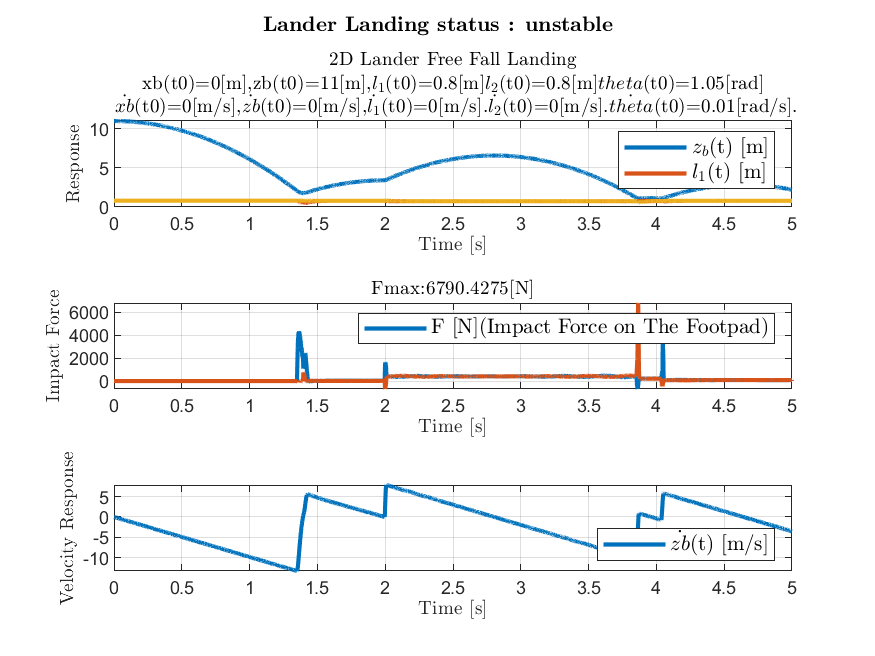 Lander Landing status : unstable
2D Lander Free Fall Landing
xb(t0)=0[m],zb(t0)=11[m],l₁(t0)=0.8[m]l₂(t0)=0.8[m]theta(t0)=1.05[rad]
ẋb(t0)=0[m/s],żb(t0)=0[m/s],l̇₁(t0)=0[m/s].l̇₂(t0)=0[m/s].thėta(t0)=0.01[rad/s].
Response
10
5
0
z_b(t) [m]
l₁(t) [m]
0 0.5 1 1.5 2 2.5 3 3.5 4 4.5 5
Time [s]
Fmax:6790.4275[N]
Impact Force
6000
4000
2000
0
F [N](Impact Force on The Footpad)
0 0.5 1 1.5 2 2.5 3 3.5 4 4.5 5
Time [s]
Velocity Response
5
0
-5
-10
żb(t) [m/s]
0 0.5 1 1.5 2 2.5 3 3.5 4 4.5 5
Time [s]